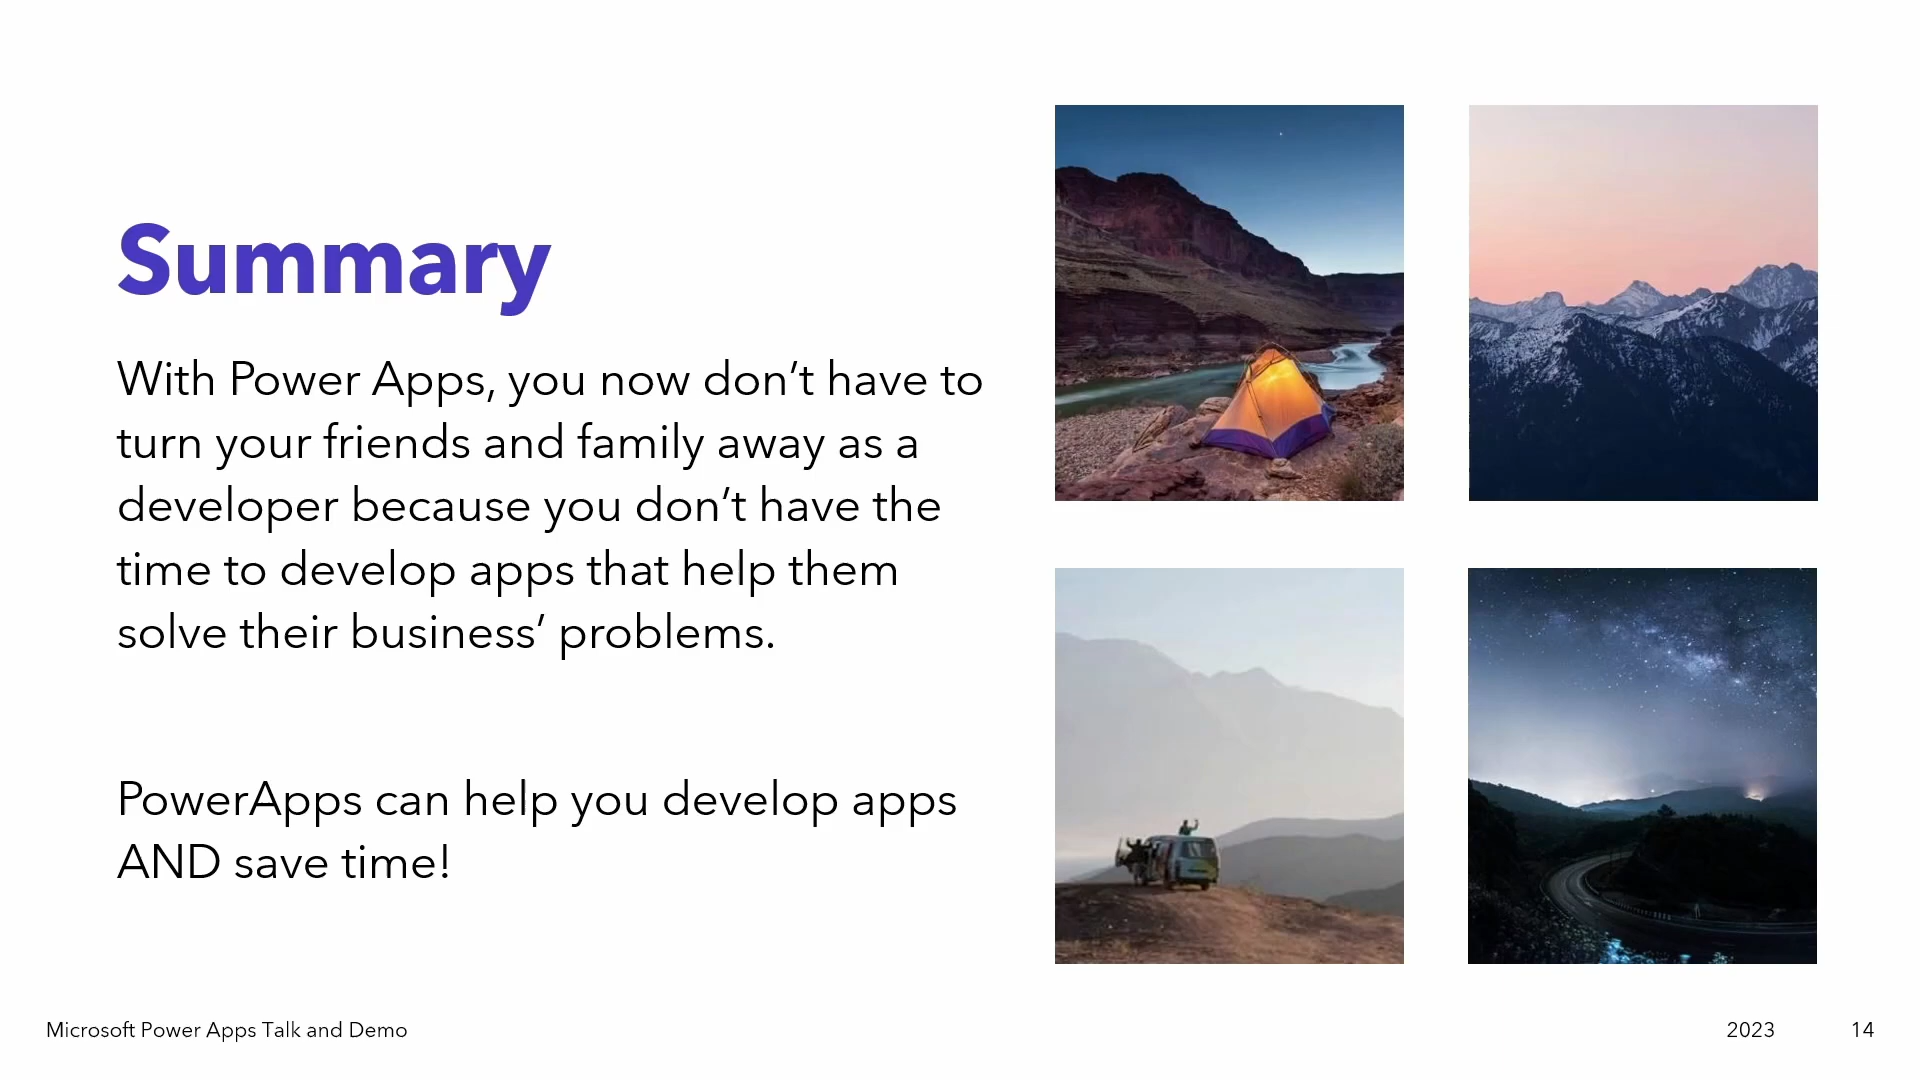 Summary
With Power Apps, you now don’t have to
turn your friends and family away as a
developer because you don’t have the
time to develop apps that help them
solve their business’ problems.
PowerApps can help you develop apps
AND save time!
Microsoft Power Apps Talk and Demo
2023
14